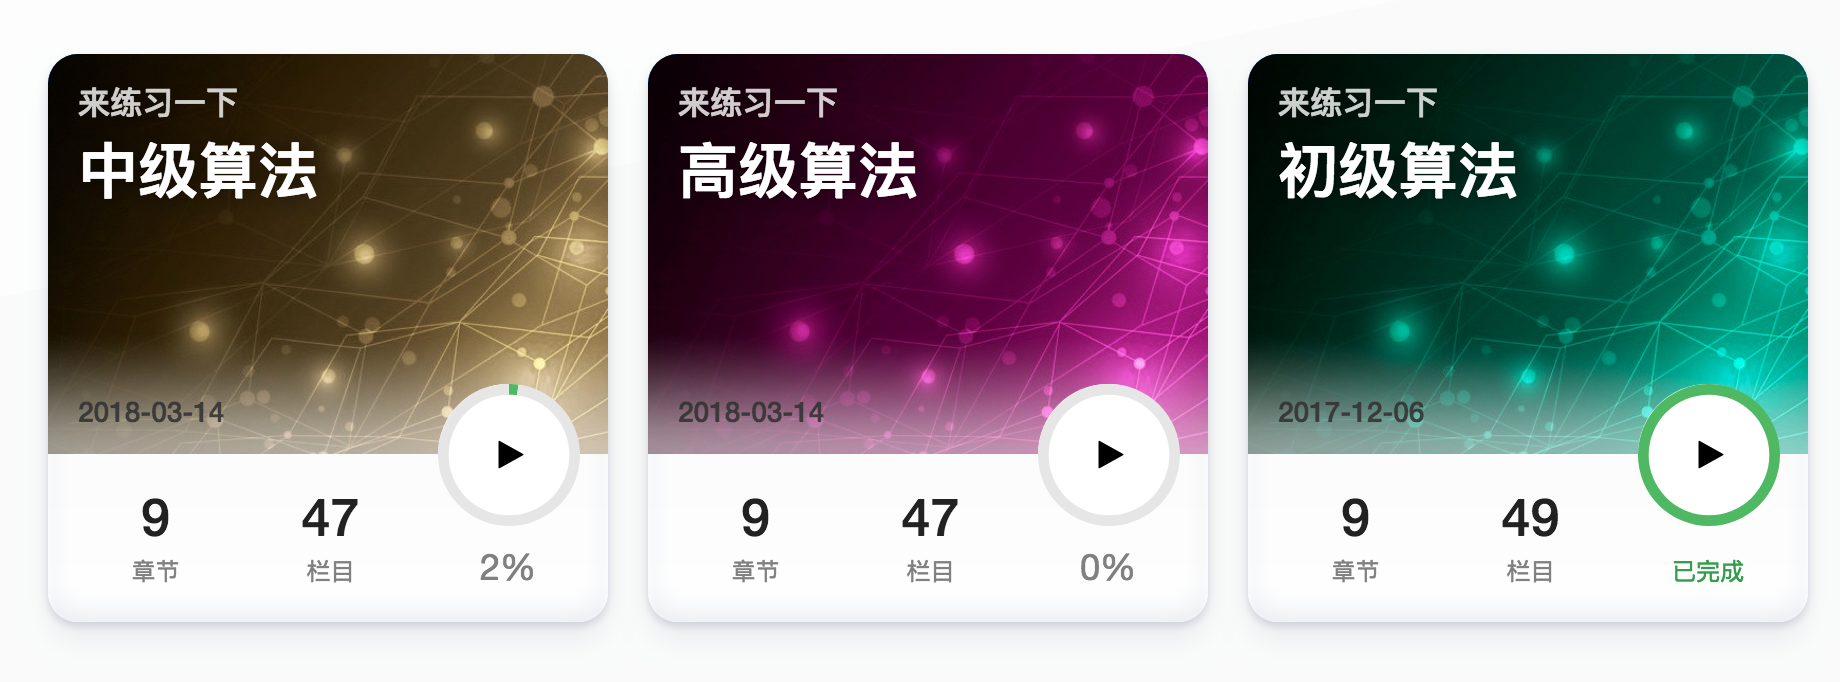 来练习一下
中级算法
2018-03-14
9
47
章节
栏目
2%
来练习一下
高级算法
2018-03-14
9
47
章节
栏目
0%
来练习一下
初级算法
2017-12-06
9
49
章节
栏目
已完成